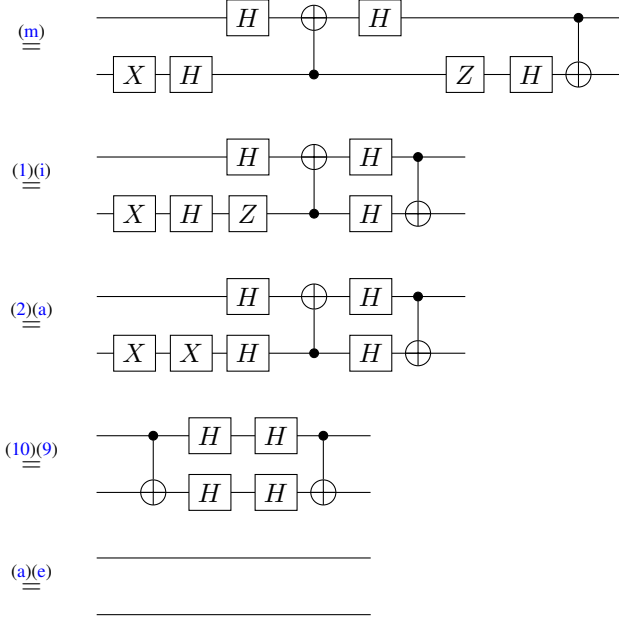 H H
(m)
=
X H Z H
H H
(1)(i)
=
X H Z H
H H
(2)(a)
=
X X H H
H H
(10)(9)
=
H H
(a)(e)
=